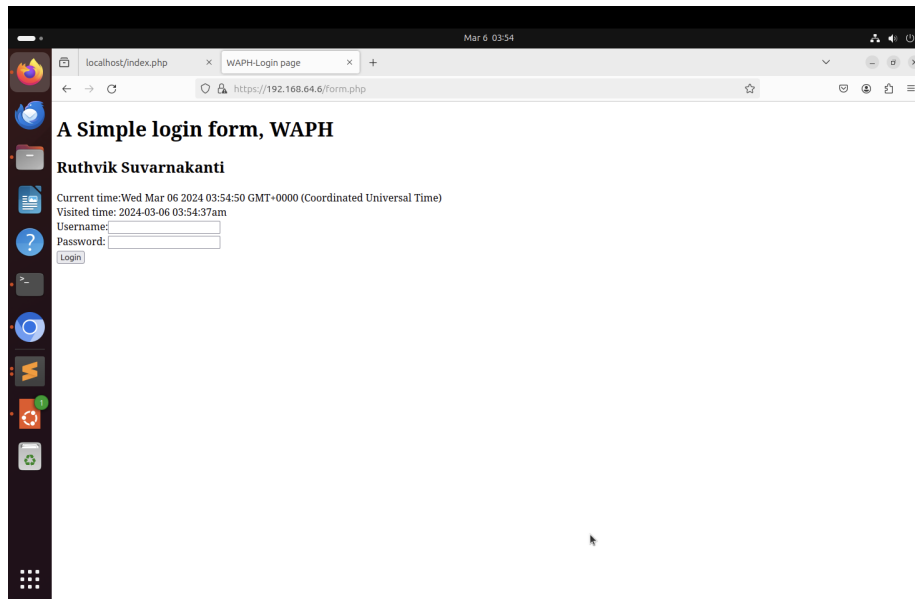 Mar 6 03:54
localhost/index.php
WAPH-Login page
https://192.168.64.6/form.php
A Simple login form, WAPH
Ruthvik Suvarnakanti
Current time:Wed Mar 06 2024 03:54:50 GMT+0000 (Coordinated Universal Time)
Visited time: 2024-03-06 03:54:37am
Username:
Password:
Login
1